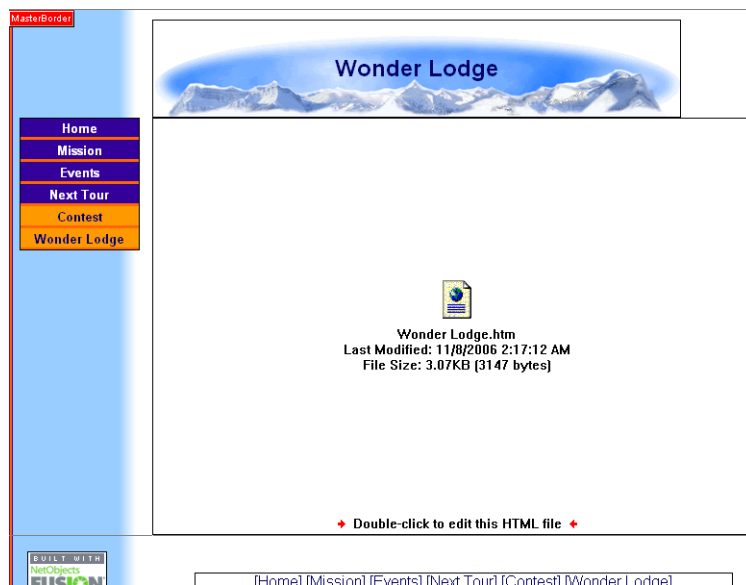 MasterBorder
Wonder Lodge
Home
Mission
Events
Next Tour
Contest
Wonder Lodge
Wonder Lodge.htm
Last Modified: 11/8/2006 2:17:12 AM
File Size: 3.07KB (3147 bytes)
Double-click to edit this HTML file
BUILT WITH
NetObjects
FUSION
[Home] [Mission] [Events] [Next Tour] [Contest] [Wonder Lodge]